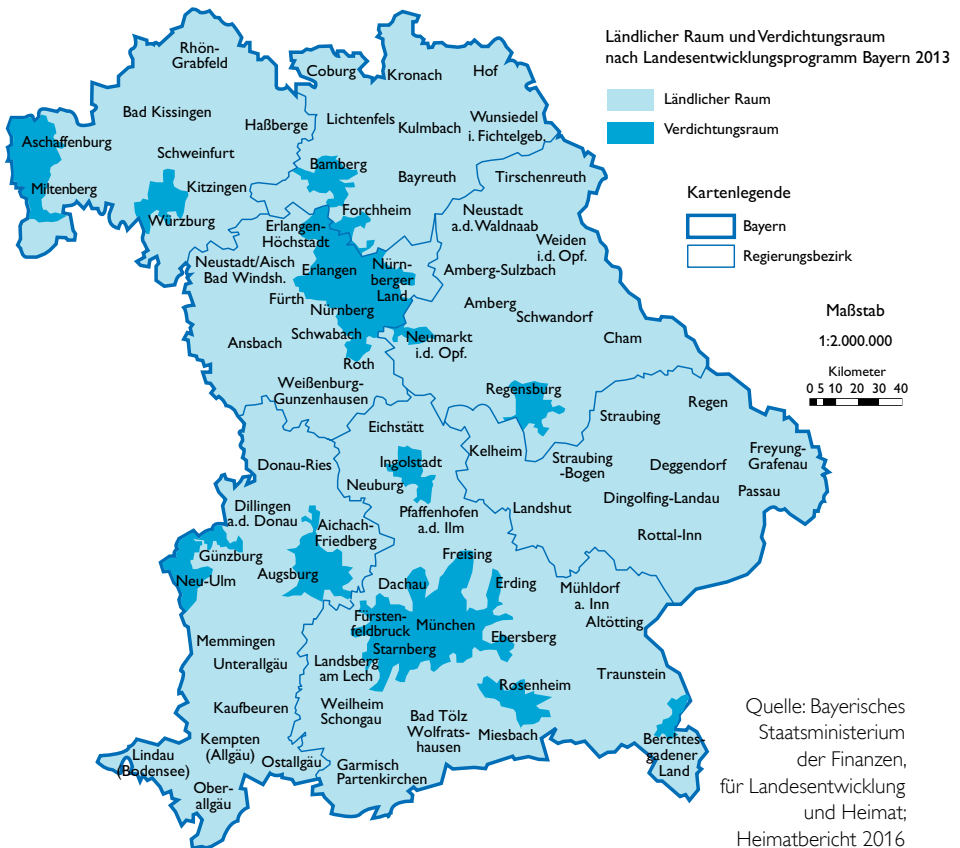 Ländlicher Raum und Verdichtungsraum
nach Landesentwicklungsprogramm Bayern 2013
Ländlicher Raum
Verdichtungsraum
Kartenlegende
Bayern
Regierungsbezirk
Maßstab
1:2.000.000
Kilometer
0 5 10 20 30 40
Rhön-
Grabfeld
Coburg
Kronach
Hof
Bad Kissingen
Haßberge
Lichtenfels
Kulmbach
Wunsiedel
i. Fichtelgeb.
Aschaffenburg
Schweinfurt
Bamberg
Miltenberg
Kitzingen
Bayreuth
Tirschenreuth
Würzburg
Forchheim
Neustadt
a.d. Waldnaab
Erlangen-
Höchstadt
Weiden
i.d. Opf.
Neustadt/Aisch
Bad Windsh.
Erlangen
Nürn-
berger
Land
Amberg-Sulzbach
Fürth
Nürnberg
Amberg
Schwandorf
Ansbach
Schwabach
Neumarkt
i.d. Opf.
Cham
Roth
Weißenburg-
Gunzenhausen
Regensburg
Straubing
Regen
Eichstätt
Kelheim
Straubing
-Bogen
Freyung-
Grafenau
Donau-Ries
Ingolstadt
Deggendorf
Neuburg
Dingolfing-Landau
Passau
Dillingen
a.d. Donau
Pfaffenhofen
a.d. Ilm
Landshut
Aichach-
Friedberg
Rottal-Inn
Günzburg
Freising
Neu-Ulm
Augsburg
Dachau
Erding
Mühldorf
a. Inn
Altötting
Fürsten-
feldbruck
München
Ebersberg
Starnberg
Memmingen
Unterallgäu
Landsberg
am Lech
Rosenheim
Traunstein
Kaufbeuren
Weilheim
Schongau
Bad Tölz
Wolfrats-
hausen
Miesbach
Berchtes-
gadener
Land
Kempten
(Allgäu)
Lindau
(Bodensee)
Ostallgäu
Ober-
allgäu
Garmisch
Partenkirchen
Quelle: Bayerisches
Staatsministerium
der Finanzen,
für Landesentwicklung
und Heimat;
Heimatbericht 2016